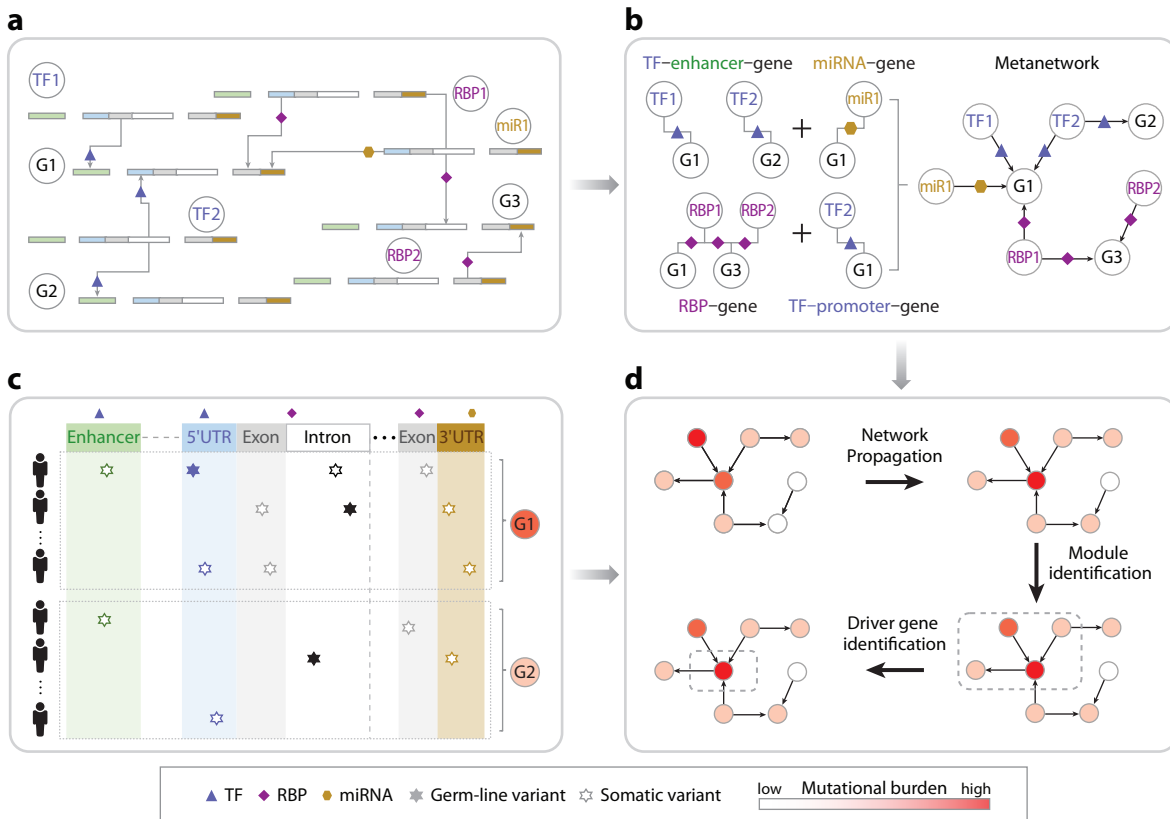 a
TF1
RBP1
miR1
G1
G3
TF2
RBP2
G2
b
TF–enhancer–gene
miRNA–gene
Metanetwork
TF1
TF2
miR1
G1
G2
G1
RBP1
RBP2
TF2
G1
G3
G1
RBP–gene
TF–promoter–gene
TF1
TF2
G2
miR1
G1
RBP2
RBP1
G3
c
Enhancer
5'UTR
Exon
Intron
Exon
3'UTR
G1
G2
d
Network
Propagation
Module
identification
Driver gene
identification
TF
RBP
miRNA
Germ-line variant
Somatic variant
low
Mutational burden
high